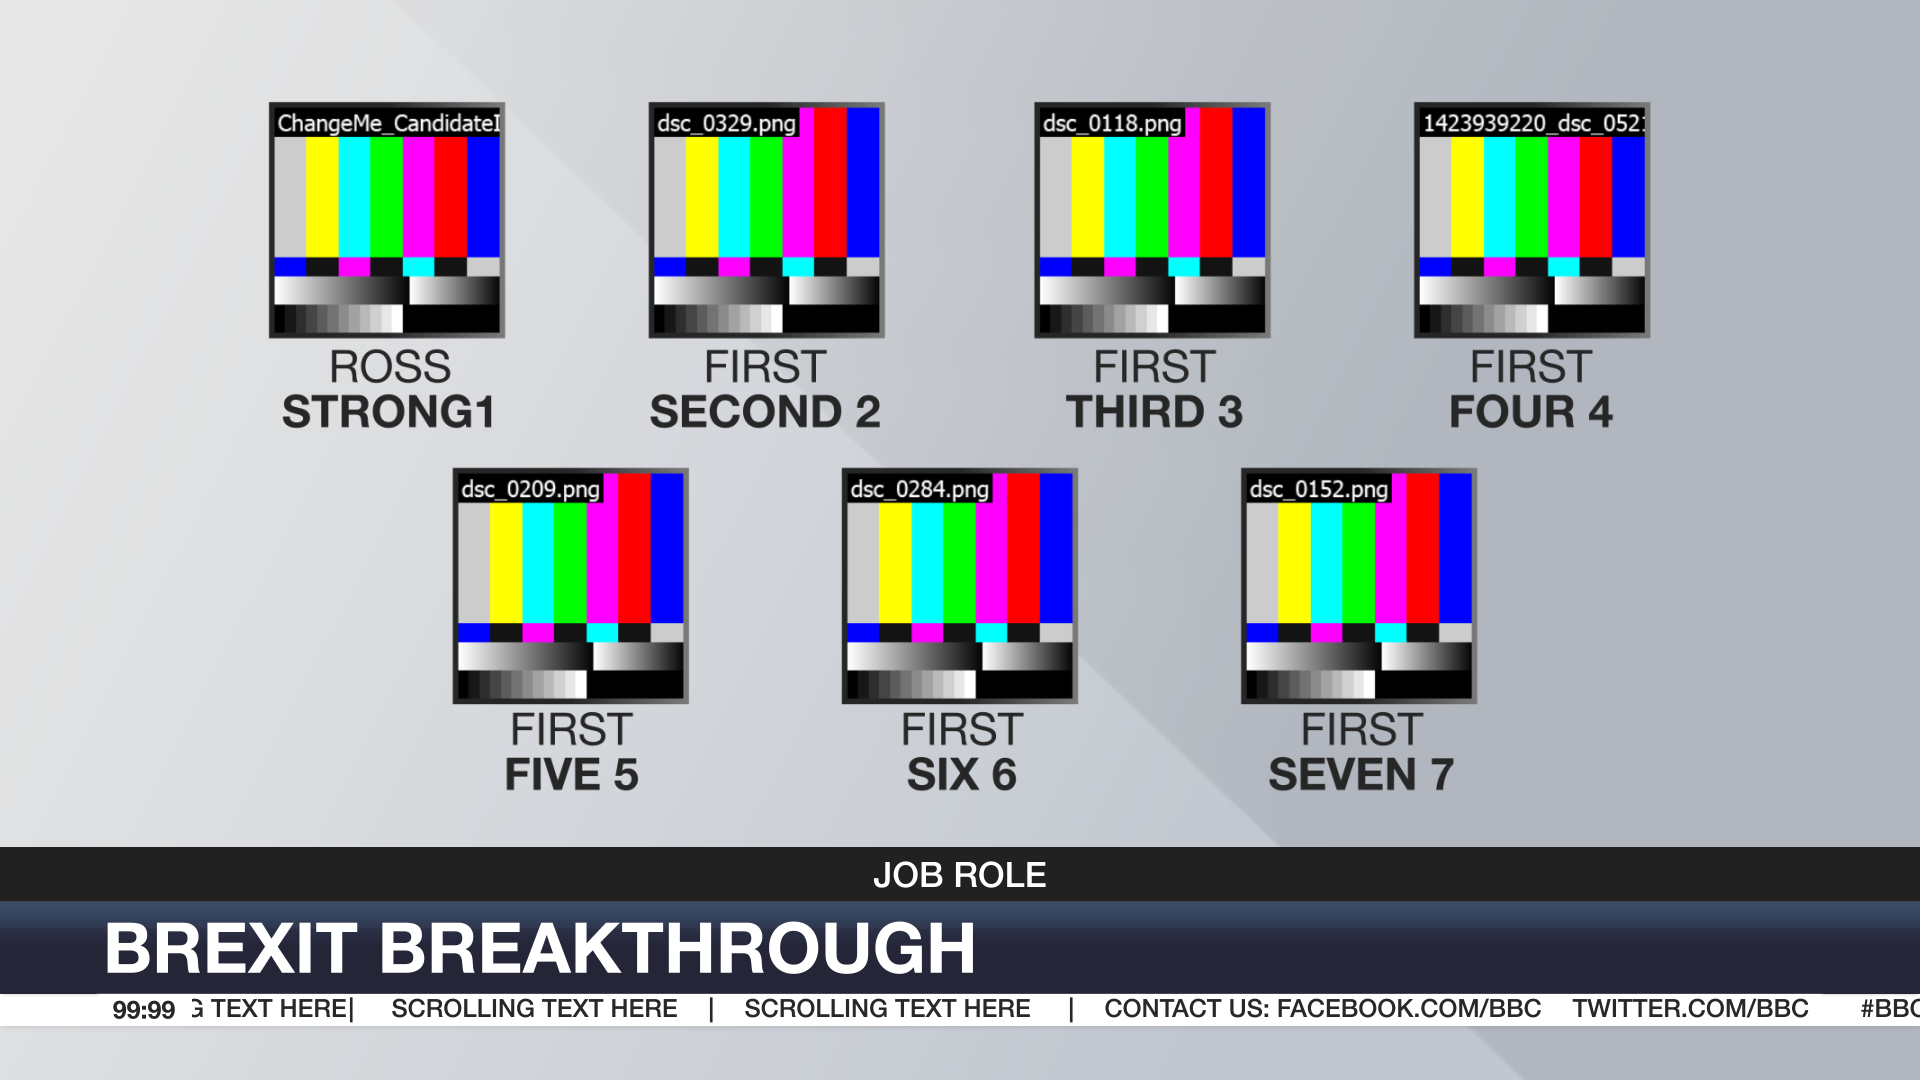 ChangeMe_CandidateI
dsc_0329.png
dsc_0118.png
1423939220_dsc_0521
ROSS
STRONG1
FIRST
SECOND 2
FIRST
THIRD 3
FIRST
FOUR 4
dsc_0209.png
dsc_0284.png
dsc_0152.png
FIRST
FIVE 5
FIRST
SIX 6
FIRST
SEVEN 7
JOB ROLE
BREXIT BREAKTHROUGH
99:99 G TEXT HERE| SCROLLING TEXT HERE | SCROLLING TEXT HERE | CONTACT US: FACEBOOK.COM/BBC TWITTER.COM/BBC #BBC